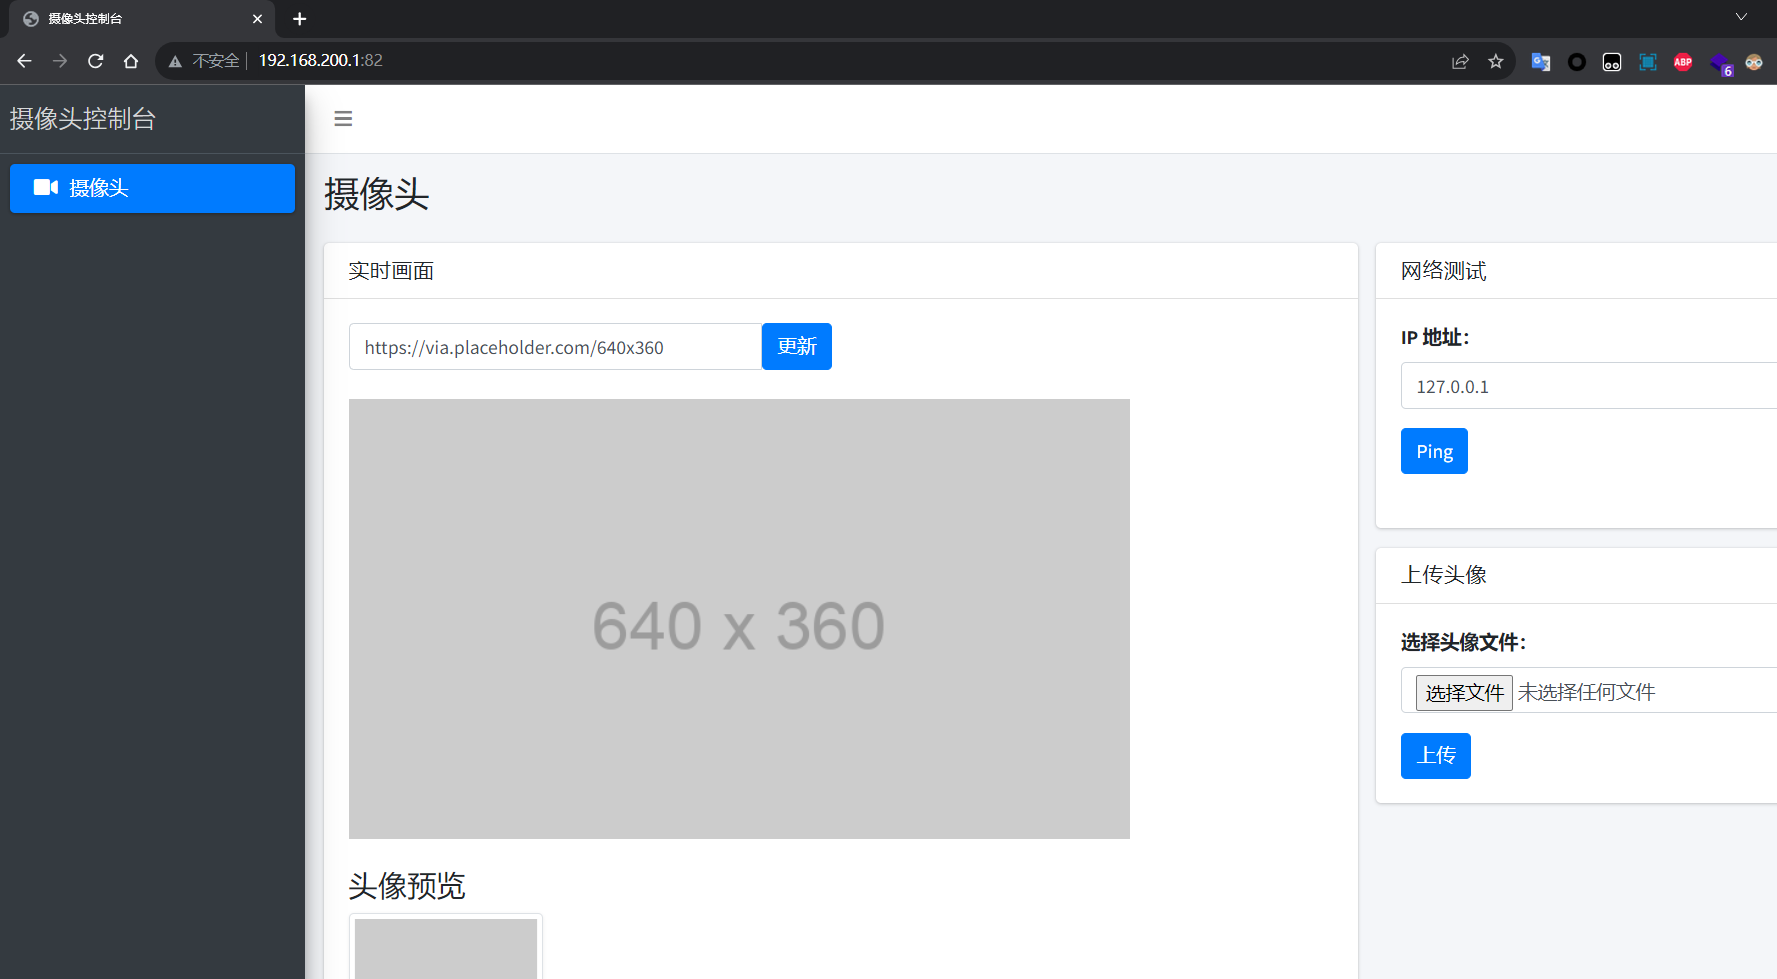 摄像头控制台
不安全 192.168.200.1:82
ABP
6
摄像头控制台
摄像头
摄像头
实时画面
https://via.placeholder.com/640x360 更新
640 x 360
头像预览
网络测试
IP 地址：
127.0.0.1
Ping
上传头像
选择头像文件：
选择文件 未选择任何文件
上传